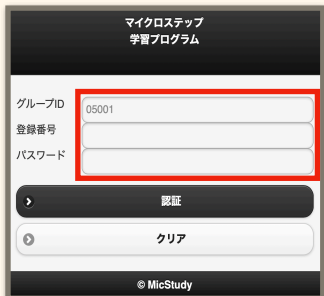 マイクロステップ
学習プログラム
グループID
05001
登録番号
パスワード
認証
クリア
© MicStudy